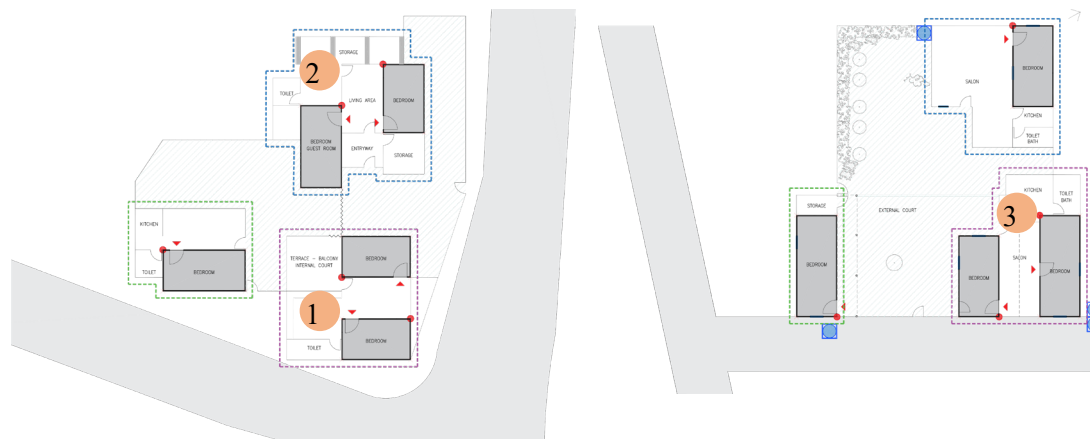 2
STORAGE
TOILET
LIVING AREA
BEDROOM
BEDROON
GUEST ROOM
ENTRYWAY
STORAGE
KITCHEN
TOILET
BEDROOM
TERRACE - BALCONY
INTERNAL COURT
BEDROOM
1
TOILET
BEDROOM
SALON
BEDROOM
KITCHEN
TOILET
BATH
STORAGE
BEDROOM
EXTERNAL COURT
KITCHEN
TOILET
BATH
3
SALON
BEDROOM
BEDROOM